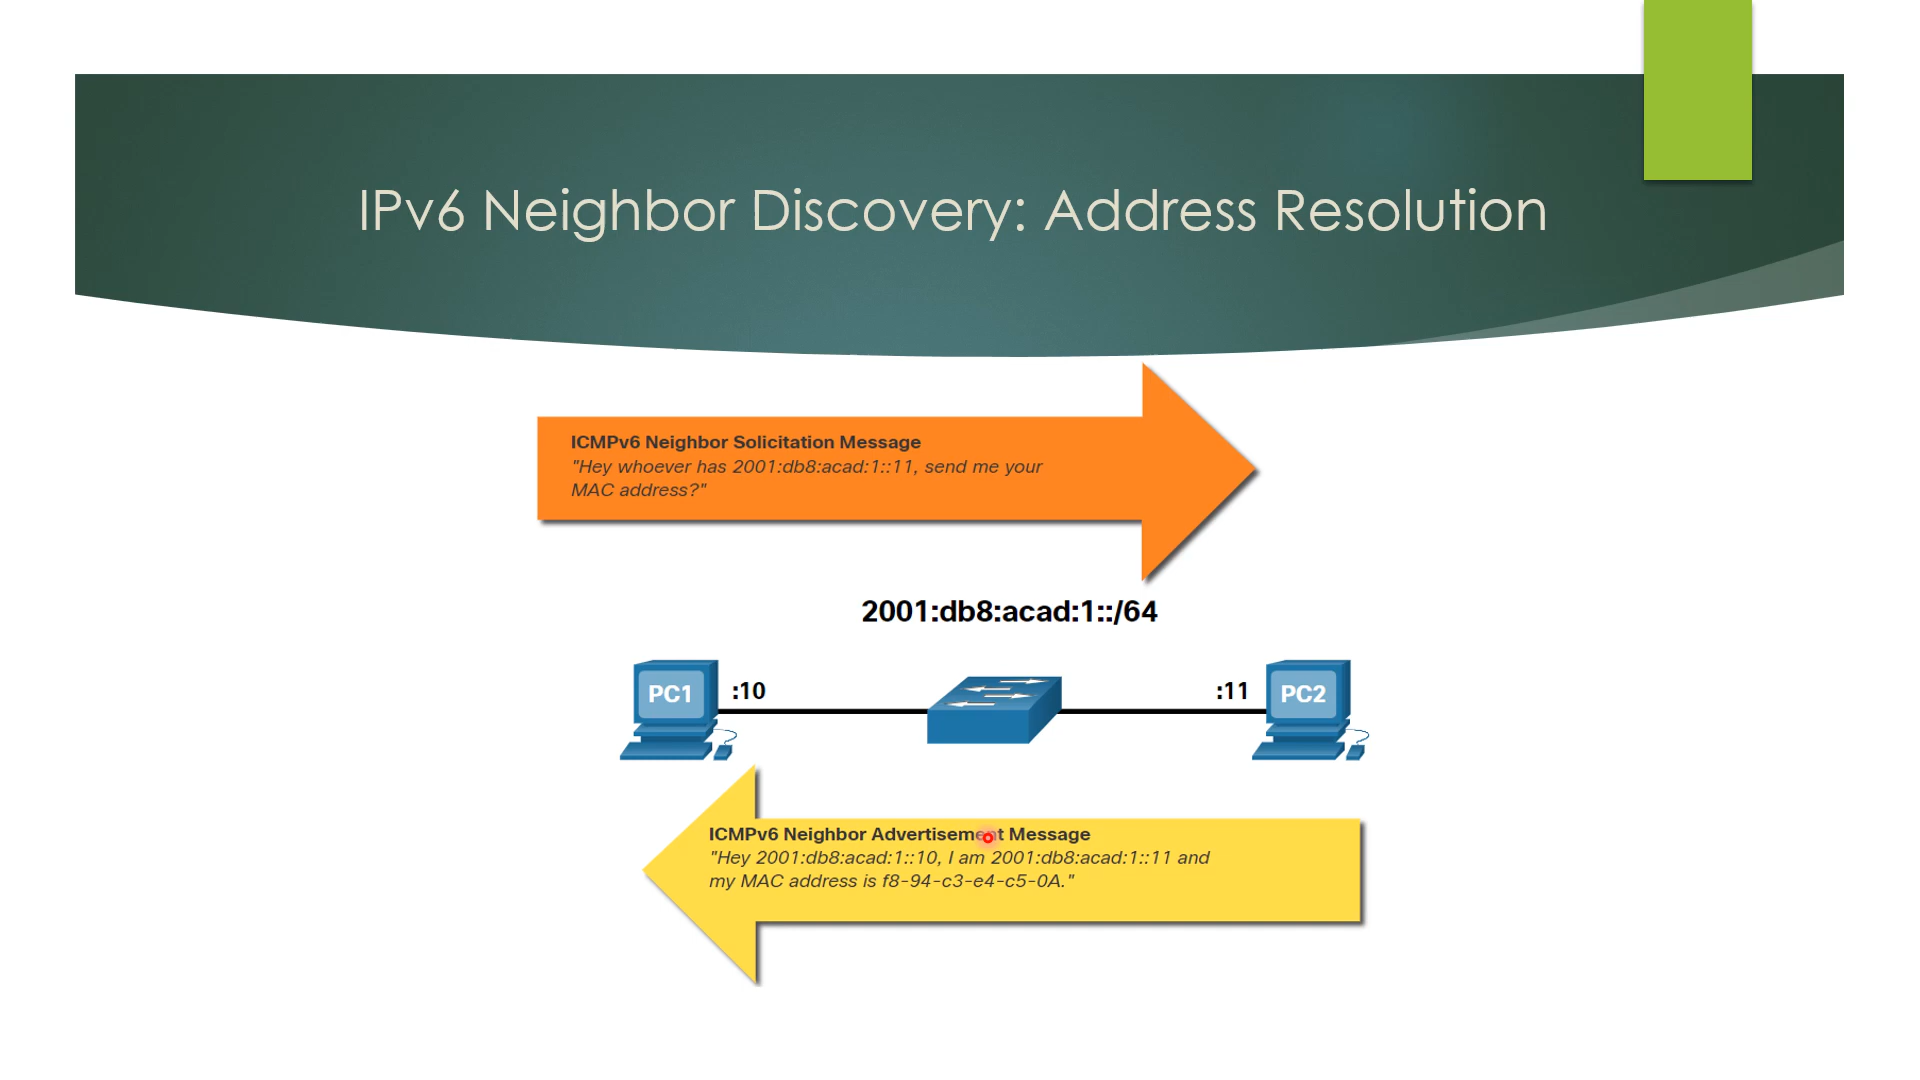 IPv6 Neighbor Discovery: Address Resolution
ICMPv6 Neighbor Solicitation Message
"Hey whoever has 2001:db8:acad:1::11, send me your
MAC address?"
2001:db8:acad:1::/64
PC1 :10 :11 PC2
ICMPv6 Neighbor Advertisement Message
"Hey 2001:db8:acad:1::10, I am 2001:db8:acad:1::11 and
my MAC address is f8-94-c3-e4-c5-0A."